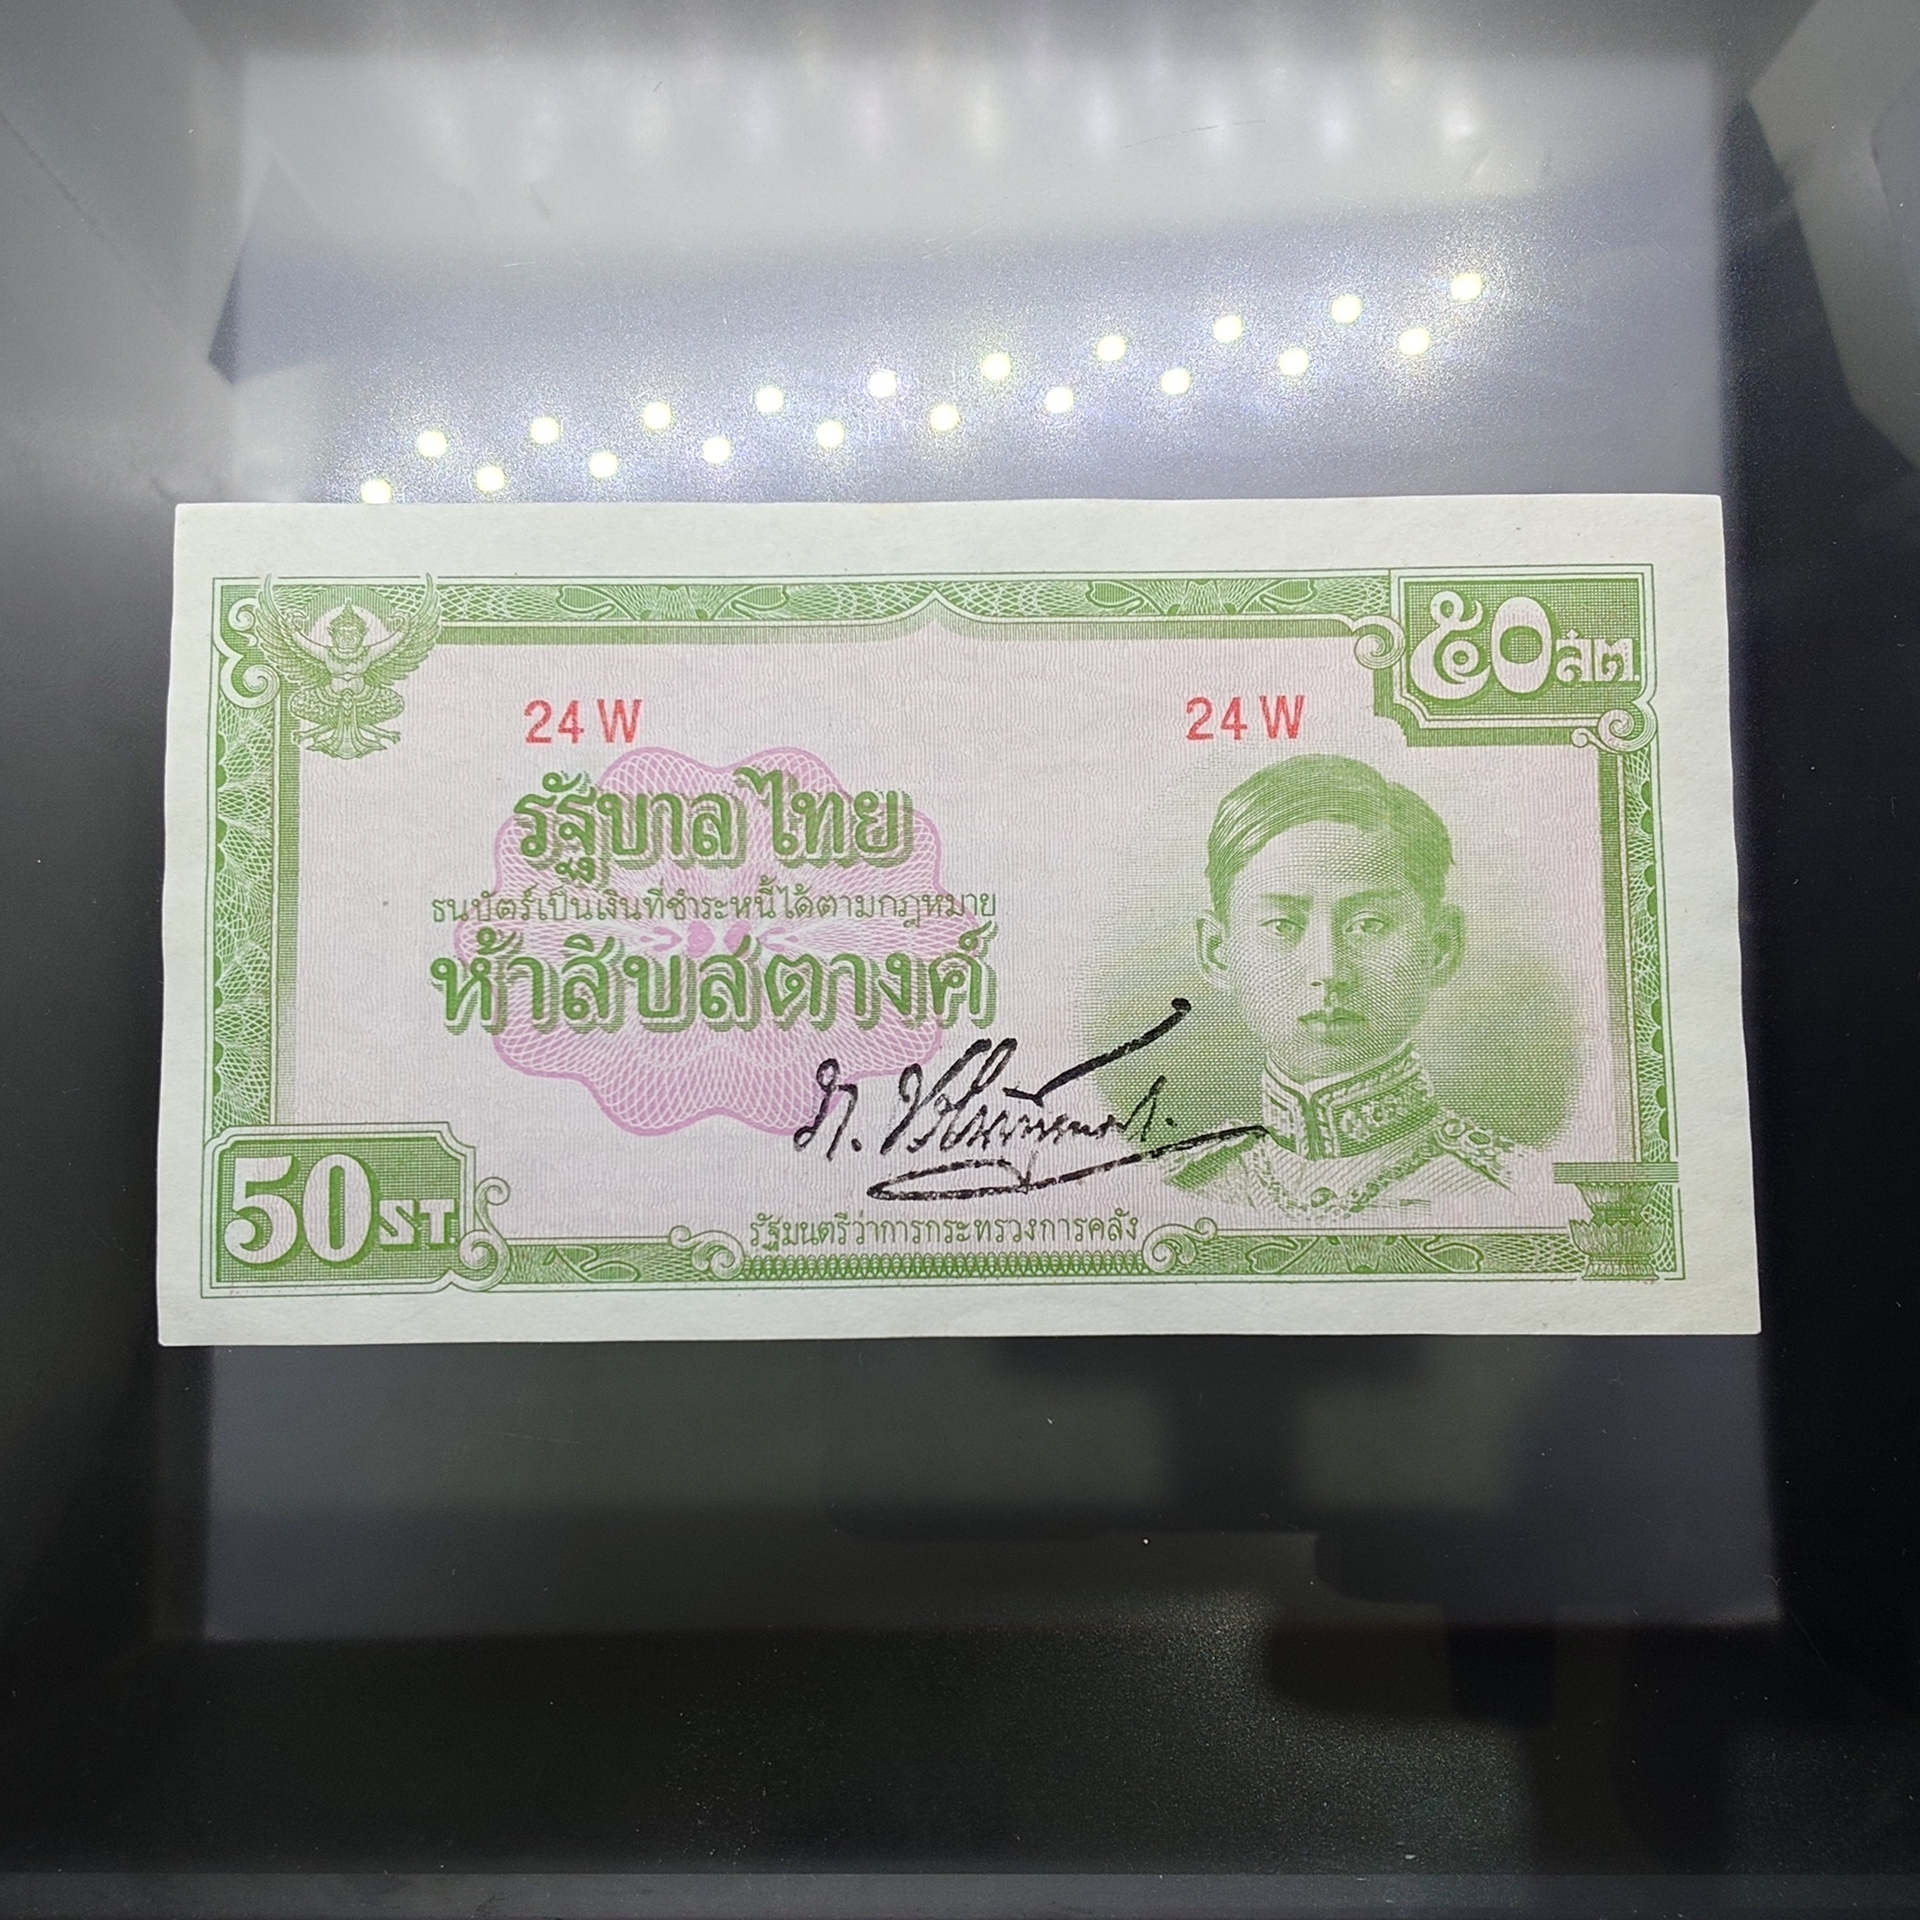 ๕๐ส่ต.
24 W 24 W
รัฐบาลไทย
ธนบัตร์เป็นเงินที่ชำระหนี้ได้ตามกฎหมาย
ห้าสิบสตางค์
50ST.
รัฐมนตรีว่าการกระทรวงการคลัง